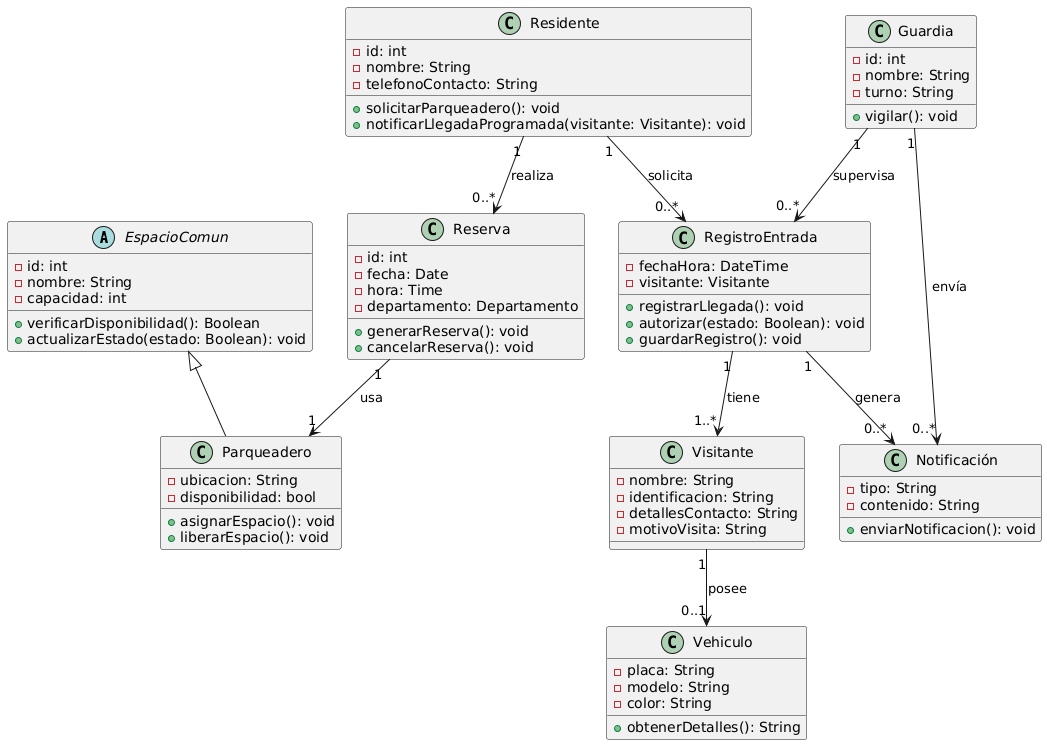 C Residente
id: int
nombre: String
telefonoContacto: String
solicitarParqueadero(): void
notificarLlegadaProgramada(visitante: Visitante): void
C Guardia
id: int
nombre: String
turno: String
vigilar(): void
1
1
1
1
realiza
solicita
supervisa
0..*
0..*
0..*
A EspacioComun
id: int
nombre: String
capacidad: int
verificarDisponibilidad(): Boolean
actualizarEstado(estado: Boolean): void
C Reserva
id: int
fecha: Date
hora: Time
departamento: Departamento
generarReserva(): void
cancelarReserva(): void
C RegistroEntrada
fechaHora: DateTime
visitante: Visitante
registrarLlegada(): void
autorizar(estado: Boolean): void
guardarRegistro(): void
envía
1
1
1
usa
tiene
genera
1
1..*
0..*
0..*
C Parqueadero
ubicacion: String
disponibilidad: bool
asignarEspacio(): void
liberarEspacio(): void
C Visitante
nombre: String
identificacion: String
detallesContacto: String
motivoVisita: String
C Notificación
tipo: String
contenido: String
enviarNotificacion(): void
1
posee
0..1
C Vehiculo
placa: String
modelo: String
color: String
obtenerDetalles(): String